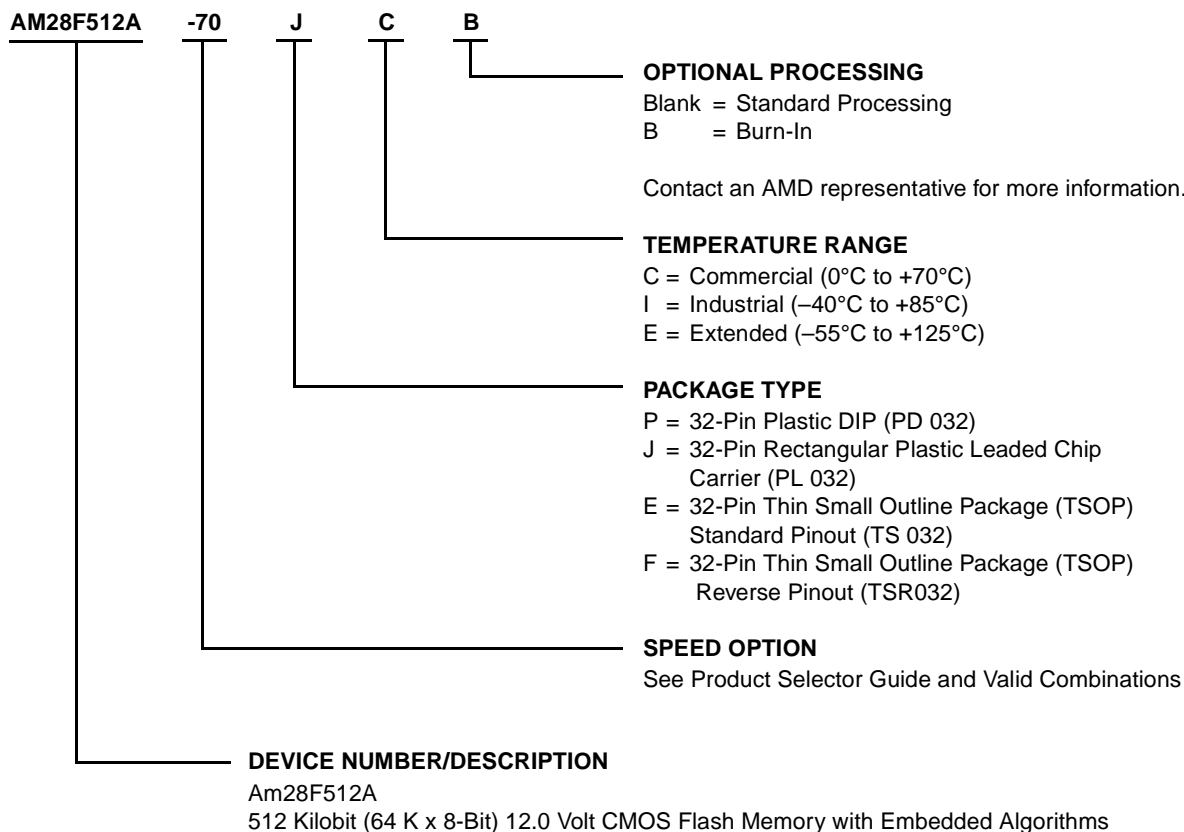 AM28F512A -70 J C B
OPTIONAL PROCESSING
Blank = Standard Processing
B = Burn-In
Contact an AMD representative for more information.
TEMPERATURE RANGE
C = Commercial (0°C to +70°C)
I = Industrial (–40°C to +85°C)
E = Extended (–55°C to +125°C)
PACKAGE TYPE
P = 32-Pin Plastic DIP (PD 032)
J = 32-Pin Rectangular Plastic Leaded Chip
Carrier (PL 032)
E = 32-Pin Thin Small Outline Package (TSOP)
Standard Pinout (TS 032)
F = 32-Pin Thin Small Outline Package (TSOP)
Reverse Pinout (TSR032)
SPEED OPTION
See Product Selector Guide and Valid Combinations
DEVICE NUMBER/DESCRIPTION
Am28F512A
512 Kilobit (64 K x 8-Bit) 12.0 Volt CMOS Flash Memory with Embedded Algorithms